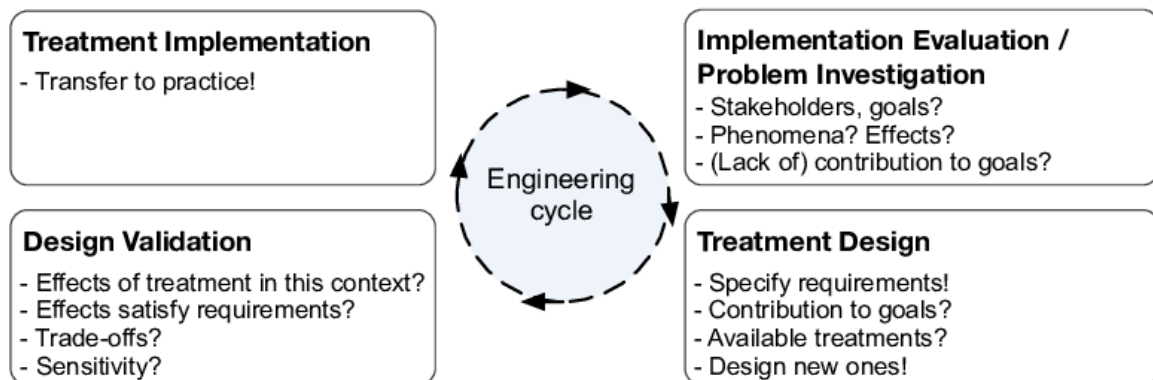 Treatment Implementation
- Transfer to practice!
Implementation Evaluation /
Problem Investigation
- Stakeholders, goals?
- Phenomena? Effects?
- (Lack of) contribution to goals?
Engineering
cycle
Design Validation
- Effects of treatment in this context?
- Effects satisfy requirements?
- Trade-offs?
- Sensitivity?
Treatment Design
- Specify requirements!
- Contribution to goals?
- Available treatments?
- Design new ones!